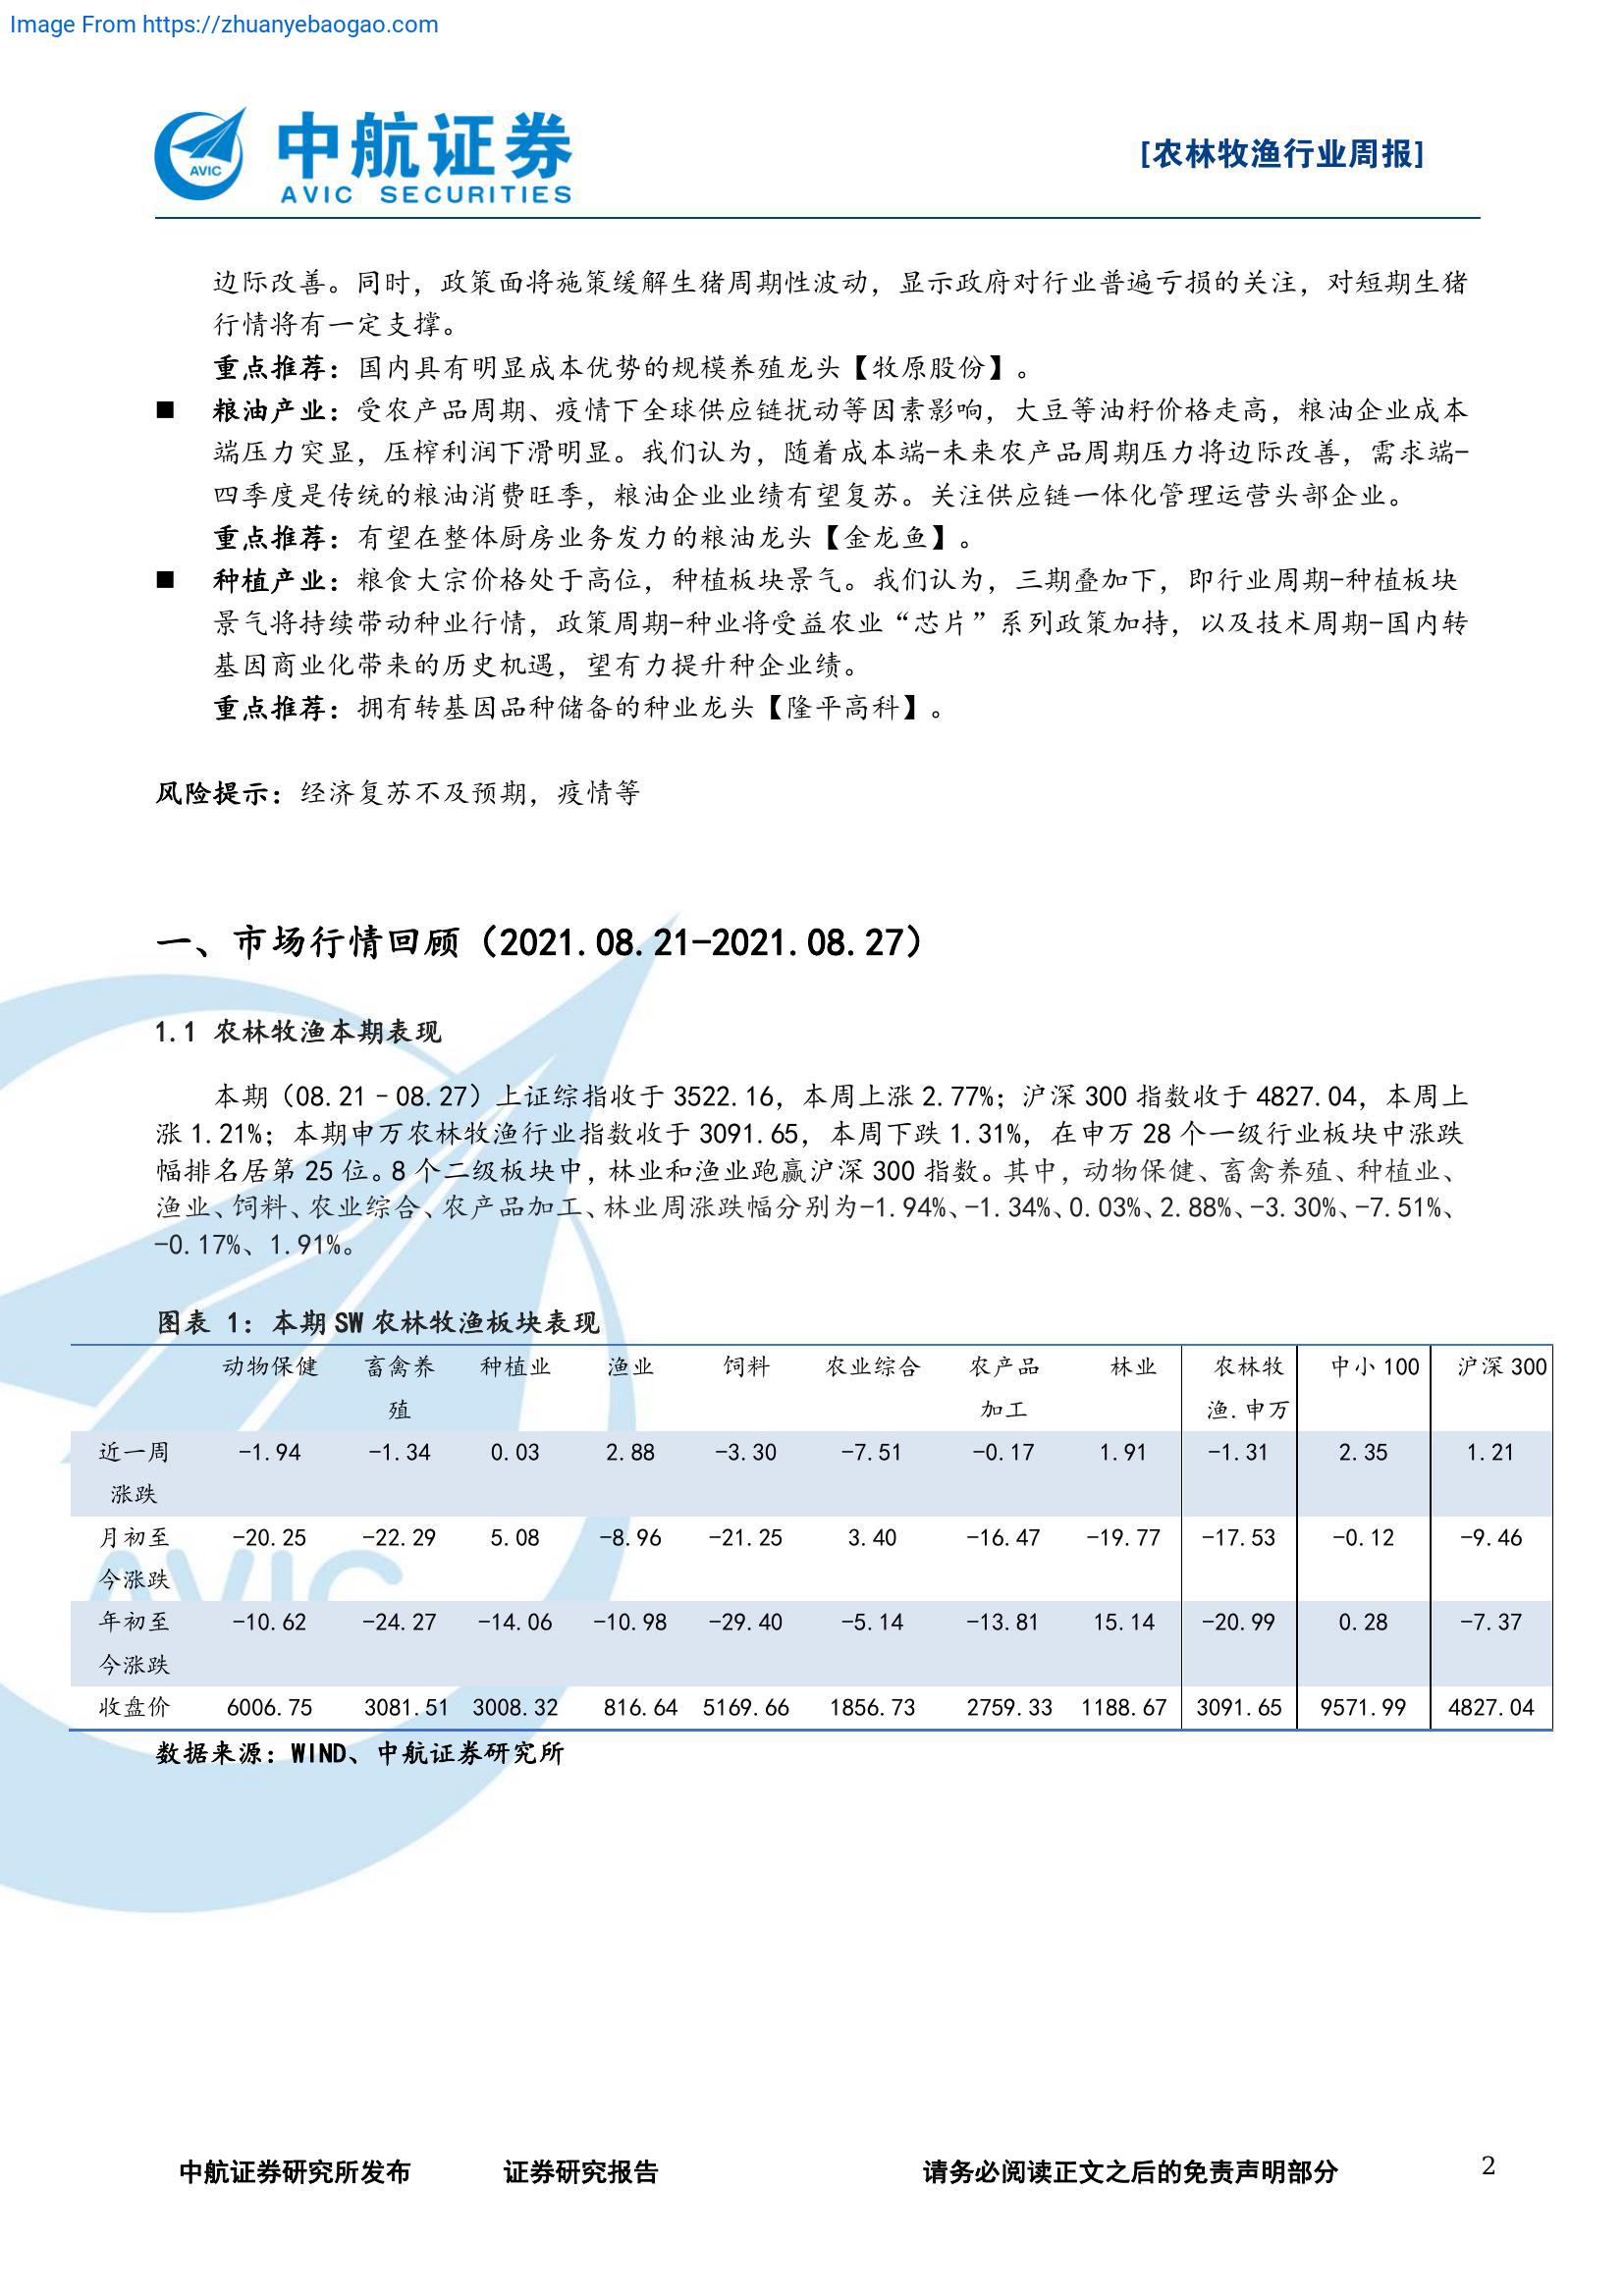 Image From https://zhuanyebaogao.com
AVIC
中航证券
AVIC SECURITIES
[农林牧渔行业周报]
边际改善。同时，政策面将施策缓解生猪周期性波动，显示政府对行业普遍亏损的关注，对短期生猪
行情将有一定支撑。
重点推荐：国内具有明显成本优势的规模养殖龙头【牧原股份】。
■ 粮油产业：受农产品周期、疫情下全球供应链扰动等因素影响，大豆等油籽价格走高，粮油企业成本
端压力突显，压榨利润下滑明显。我们认为，随着成本端-未来农产品周期压力将边际改善，需求端-
四季度是传统的粮油消费旺季，粮油企业业绩有望复苏。关注供应链一体化管理运营头部企业。
重点推荐：有望在整体厨房业务发力的粮油龙头【金龙鱼】。
■ 种植产业：粮食大宗价格处于高位，种植板块景气。我们认为，三期叠加下，即行业周期-种植板块
景气将持续带动种业行情，政策周期-种业将受益农业“芯片”系列政策加持，以及技术周期-国内转
基因商业化带来的历史机遇，望有力提升种企业绩。
重点推荐：拥有转基因品种储备的种业龙头【隆平高科】。
风险提示：经济复苏不及预期，疫情等
一、市场行情回顾（2021.08.21-2021.08.27）
1.1 农林牧渔本期表现
本期（08.21–08.27）上证综指收于 3522.16，本周上涨 2.77%；沪深 300 指数收于 4827.04，本周上
涨 1.21%；本期申万农林牧渔行业指数收于 3091.65，本周下跌 1.31%，在申万 28 个一级行业板块中涨跌
幅排名居第 25 位。8 个二级板块中，林业和渔业跑赢沪深 300 指数。其中，动物保健、畜禽养殖、种植业、
渔业、饲料、农业综合、农产品加工、林业周涨跌幅分别为-1.94%、-1.34%、0.03%、2.88%、-3.30%、-7.51%、
-0.17%、1.91%。
图表 1：本期 SW 农林牧渔板块表现
动物保健 畜禽养 种植业 渔业 饲料 农业综合 农产品 林业 农林牧 中小 100 沪深 300
殖 加工 渔.申万
近一周 -1.94 -1.34 0.03 2.88 -3.30 -7.51 -0.17 1.91 -1.31 2.35 1.21
涨跌
月初至 -20.25 -22.29 5.08 -8.96 -21.25 3.40 -16.47 -19.77 -17.53 -0.12 -9.46
今涨跌
年初至 -10.62 -24.27 -14.06 -10.98 -29.40 -5.14 -13.81 15.14 -20.99 0.28 -7.37
今涨跌
收盘价 6006.75 3081.51 3008.32 816.64 5169.66 1856.73 2759.33 1188.67 3091.65 9571.99 4827.04
AVIC
数据来源：WIND、中航证券研究所
中航证券研究所发布 证券研究报告 请务必阅读正文之后的免责声明部分 2